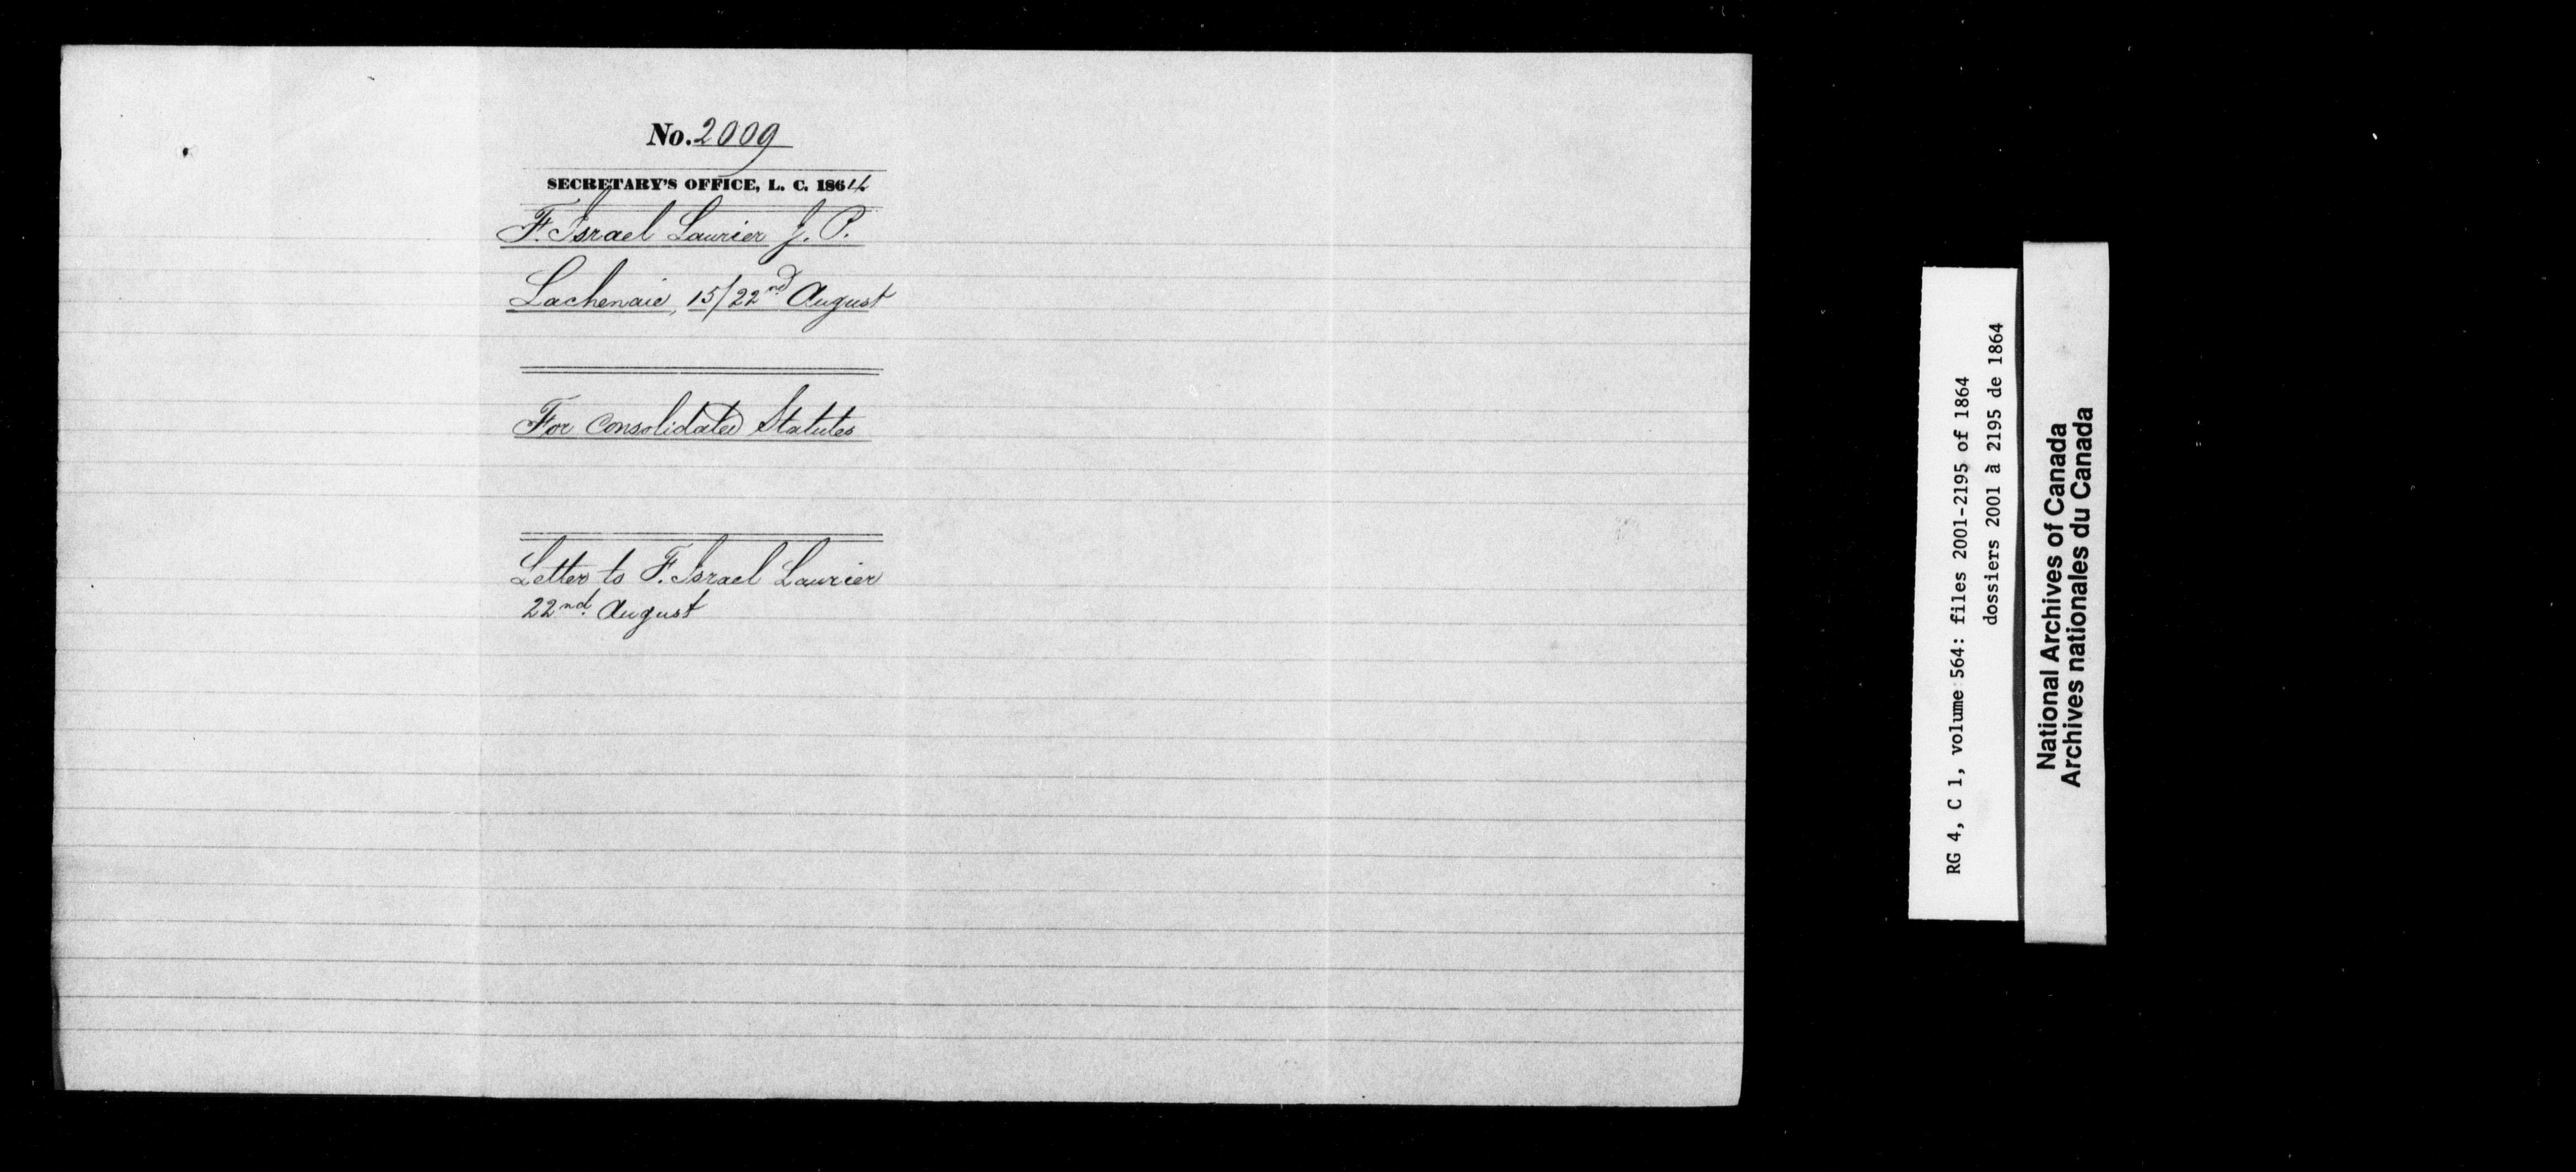 No. 2009
SECRETARY'S OFFICE, L. C. 1864
F. Israel Laurier J. P.
Lachenaie, 15/22nd August
For Consolidated Statutes
Letter to F. Israel Laurier
22nd August
RG 4, C 1, volume 564: files 2001-2195 of 1864
dossiers 2001 à 2195 de 1864
National Archives of Canada
Archives nationales du Canada